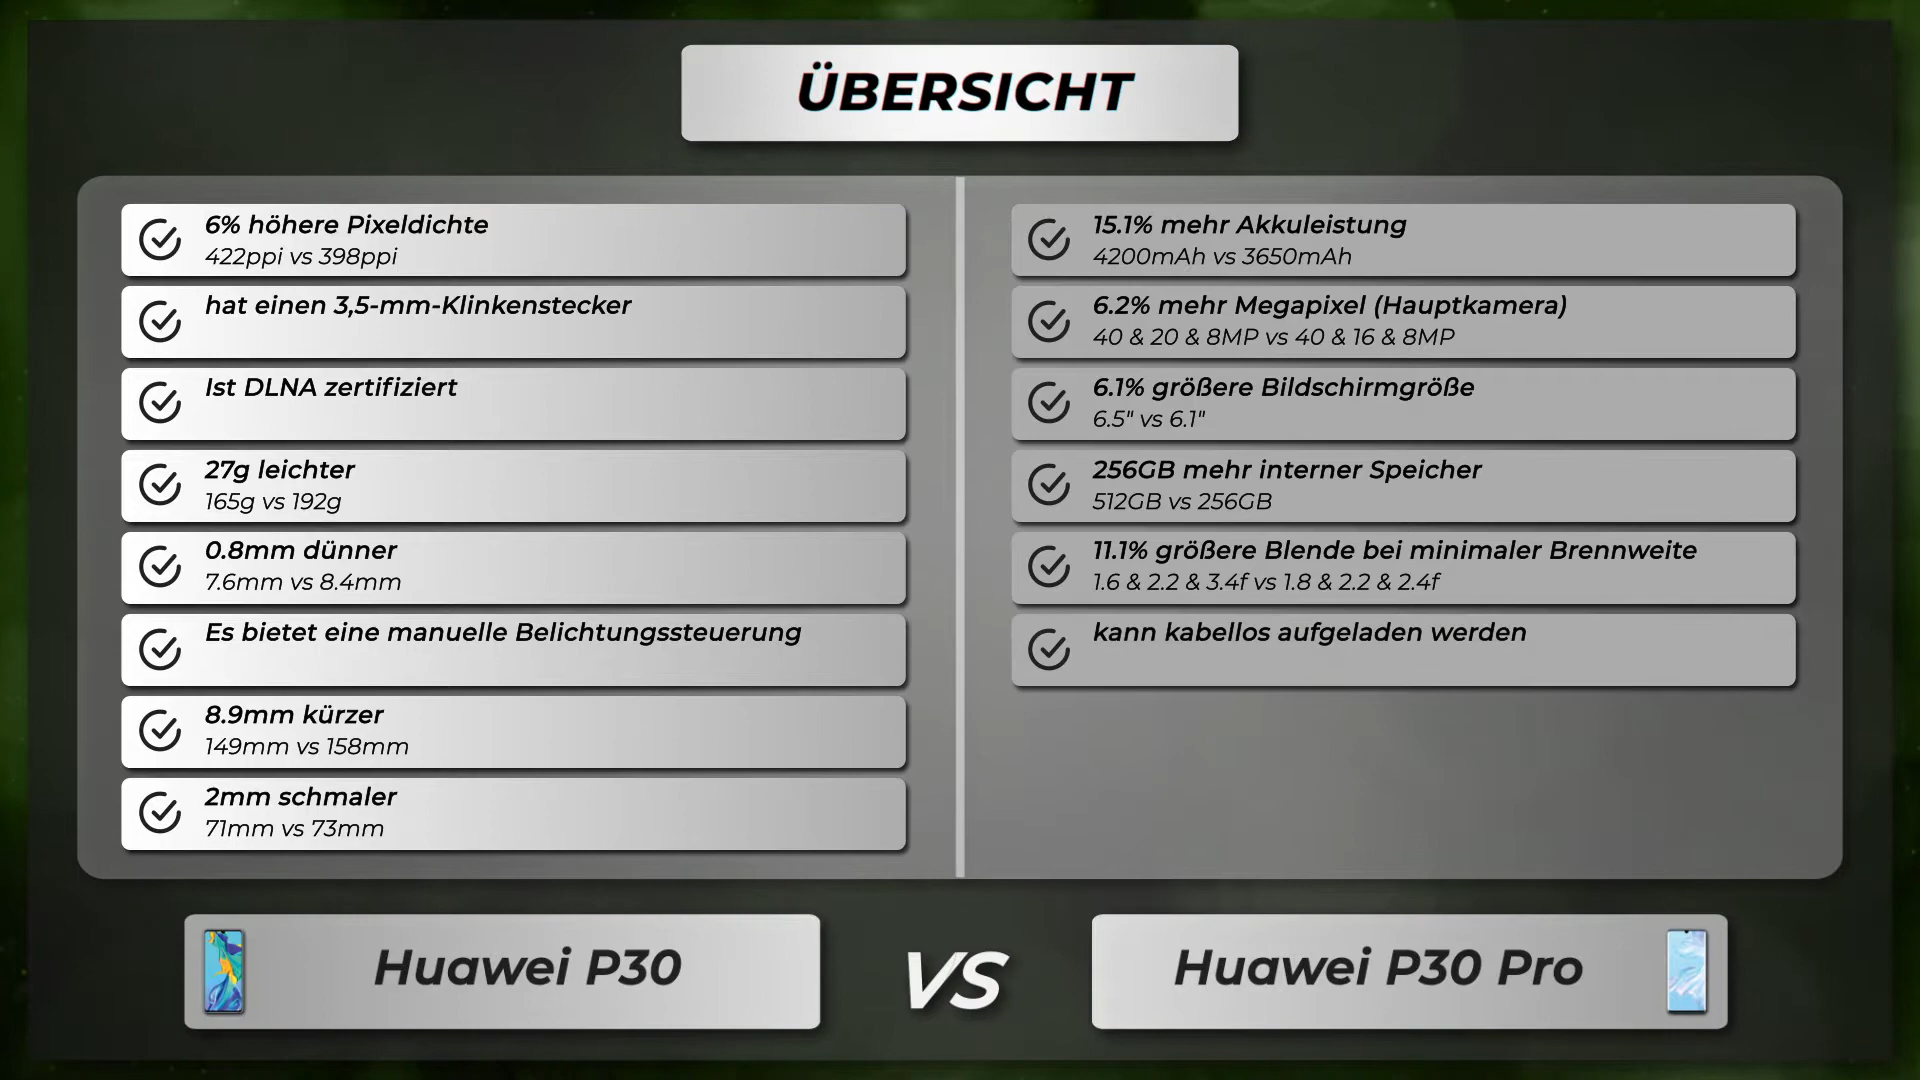 ÜBERSICHT
6% höhere Pixeldichte
422ppi vs 398ppi
hat einen 3,5-mm-Klinkenstecker
Ist DLNA zertifiziert
27g leichter
165g vs 192g
0.8mm dünner
7.6mm vs 8.4mm
Es bietet eine manuelle Belichtungssteuerung
8.9mm kürzer
149mm vs 158mm
2mm schmaler
71mm vs 73mm
15.1% mehr Akkuleistung
4200mAh vs 3650mAh
6.2% mehr Megapixel (Hauptkamera)
40 & 20 & 8MP vs 40 & 16 & 8MP
6.1% größere Bildschirmgröße
6.5" vs 6.1"
256GB mehr interner Speicher
512GB vs 256GB
11.1% größere Blende bei minimaler Brennweite
1.6 & 2.2 & 3.4f vs 1.8 & 2.2 & 2.4f
kann kabellos aufgeladen werden
Huawei P30
VS
Huawei P30 Pro